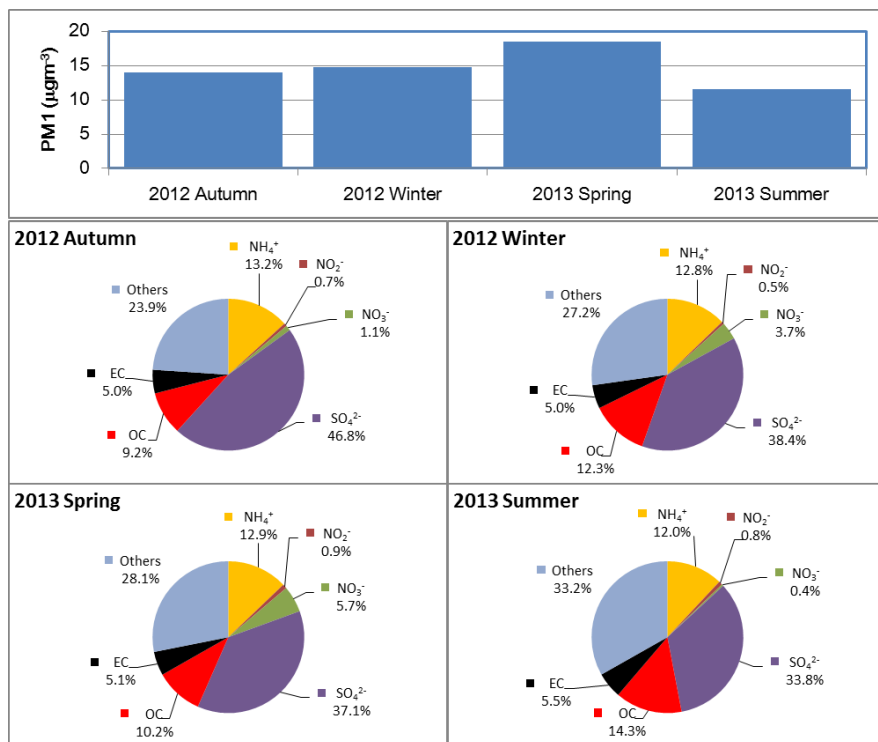 20
15
10
5
0
PM1 (µgm-³)
2012 Autumn
2012 Winter
2013 Spring
2013 Summer
2012 Autumn
NH₄⁺
13.2%
NO₂⁻
0.7%
NO₃⁻
1.1%
SO₄²⁻
46.8%
OC
9.2%
EC
5.0%
Others
23.9%
2012 Winter
NH₄⁺
12.8%
NO₂⁻
0.5%
NO₃⁻
3.7%
SO₄²⁻
38.4%
OC
12.3%
EC
5.0%
Others
27.2%
2013 Spring
NH₄⁺
12.9%
NO₂⁻
0.9%
NO₃⁻
5.7%
SO₄²⁻
37.1%
OC
10.2%
EC
5.1%
Others
28.1%
2013 Summer
NH₄⁺
12.0%
NO₂⁻
0.8%
NO₃⁻
0.4%
SO₄²⁻
33.8%
OC
14.3%
EC
5.5%
Others
33.2%